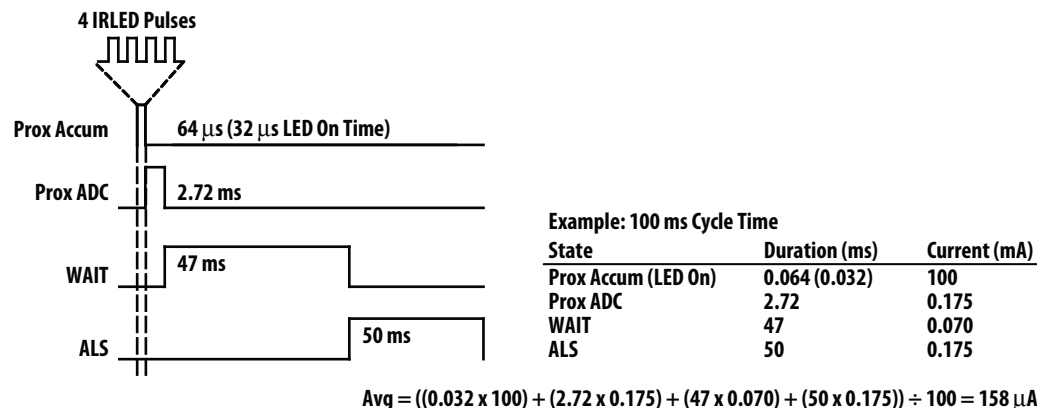 4 IRLED Pulses
Prox Accum
64 μs (32 μs LED On Time)
Prox ADC
2.72 ms
WAIT
47 ms
ALS
50 ms
Example: 100 ms Cycle Time
State Duration (ms) Current (mA)
Prox Accum (LED On) 0.064 (0.032) 100
Prox ADC 2.72 0.175
WAIT 47 0.070
ALS 50 0.175
Avg = ((0.032 x 100) + (2.72 x 0.175) + (47 x 0.070) + (50 x 0.175)) ÷ 100 = 158 μA